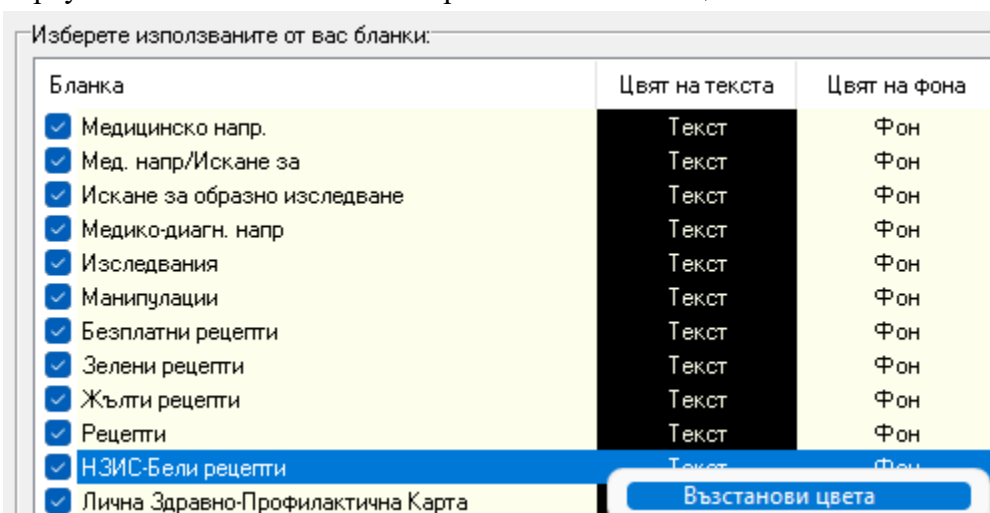 Изберете използваните от вас бланки:
Бланка Цвят на текста Цвят на фона
Медицинско напр. Текст Фон
Мед. напр/Искане за Текст Фон
Искане за образно изследване Текст Фон
Медико-диагн. напр Текст Фон
Изследвания Текст Фон
Манипулации Текст Фон
Безплатни рецепти Текст Фон
Зелени рецепти Текст Фон
Жълти рецепти Текст Фон
Рецепти Текст Фон
НЗИС-Бели рецепти Текст Фон
Лична Здравно-Профилактична Карта Възстанови цвета